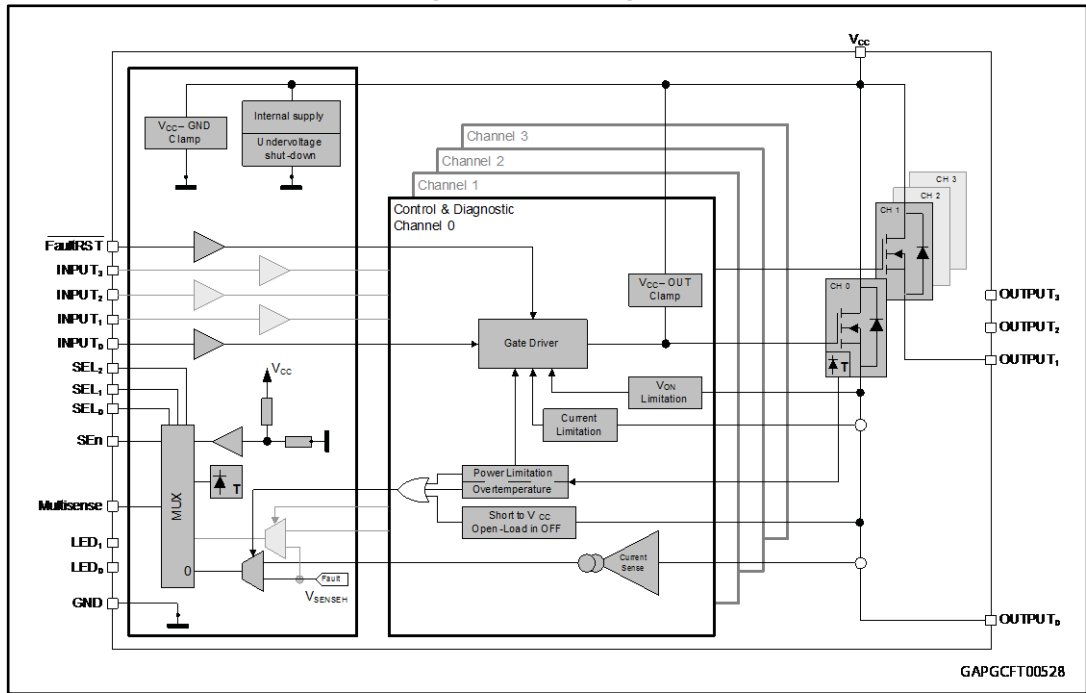 VCC
VCC– GND
Clamp
Internal supply
Undervoltage
shut-down
Channel 3
Channel 2
Channel 1
Control & Diagnostic
Channel 0
CH 3
CH 2
CH 1
CH 0
T
FaultRST
INPUT3
INPUT2
INPUT1
INPUT0
SEL2
SEL1
SEL0
SEn
Multisense
LED1
LED0
GND
VCC
MUX
0
T
Fault
VSENSEH
VCC– OUT
Clamp
Gate Driver
VON
Limitation
Current
Limitation
Power Limitation
Overtemperature
Short to VCC
Open-Load in OFF
Current
Sense
OUTPUT3
OUTPUT2
OUTPUT1
OUTPUT0
GAPGCFT00528